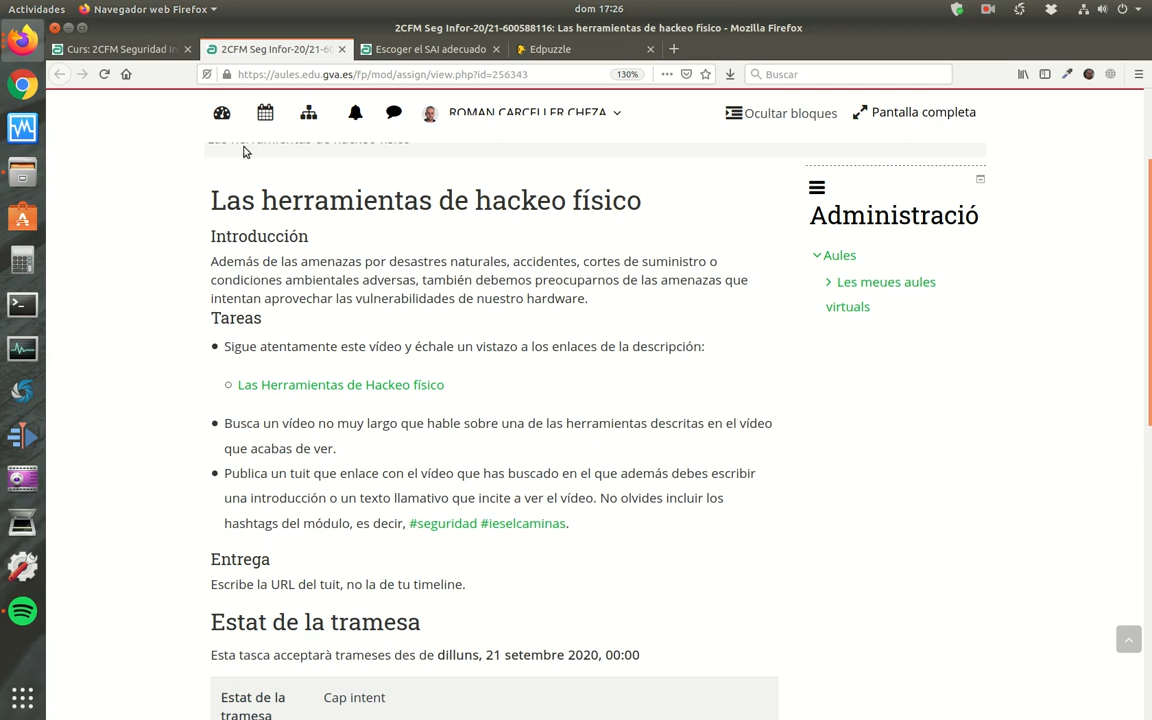 Actividades
Navegador web Firefox
dom 17:26
2CFM Seg Infor-20/21-600588116: Las herramientas de hackeo físico - Mozilla Firefox
Curs: 2CFM Seguridad In
2CFM Seg Infor-20/21-60
Escoger el SAI adecuado
Edpuzzle
https://aules.edu.gva.es/fp/mod/assign/view.php?id=256343
130%
Buscar
ROMAN CARCELLER CHEZA
Ocultar bloques
Pantalla completa
Las herramientas de hackeo físico
Las herramientas de hackeo físico
Introducción
Además de las amenazas por desastres naturales, accidentes, cortes de suministro o
condiciones ambientales adversas, también debemos preocuparnos de las amenazas que
intentan aprovechar las vulnerabilidades de nuestro hardware.
Tareas
Sigue atentamente este vídeo y échale un vistazo a los enlaces de la descripción:
Las Herramientas de Hackeo físico
Busca un vídeo no muy largo que hable sobre una de las herramientas descritas en el vídeo
que acabas de ver.
Publica un tuit que enlace con el vídeo que has buscado en el que además debes escribir
una introducción o un texto llamativo que incite a ver el vídeo. No olvides incluir los
hashtags del módulo, es decir, #seguridad #ieselcaminas.
Entrega
Escribe la URL del tuit, no la de tu timeline.
Estat de la tramesa
Esta tasca acceptarà trameses des de dilluns, 21 setembre 2020, 00:00
Estat de la
tramesa
Cap intent
Administració
Aules
Les meues aules
virtuals